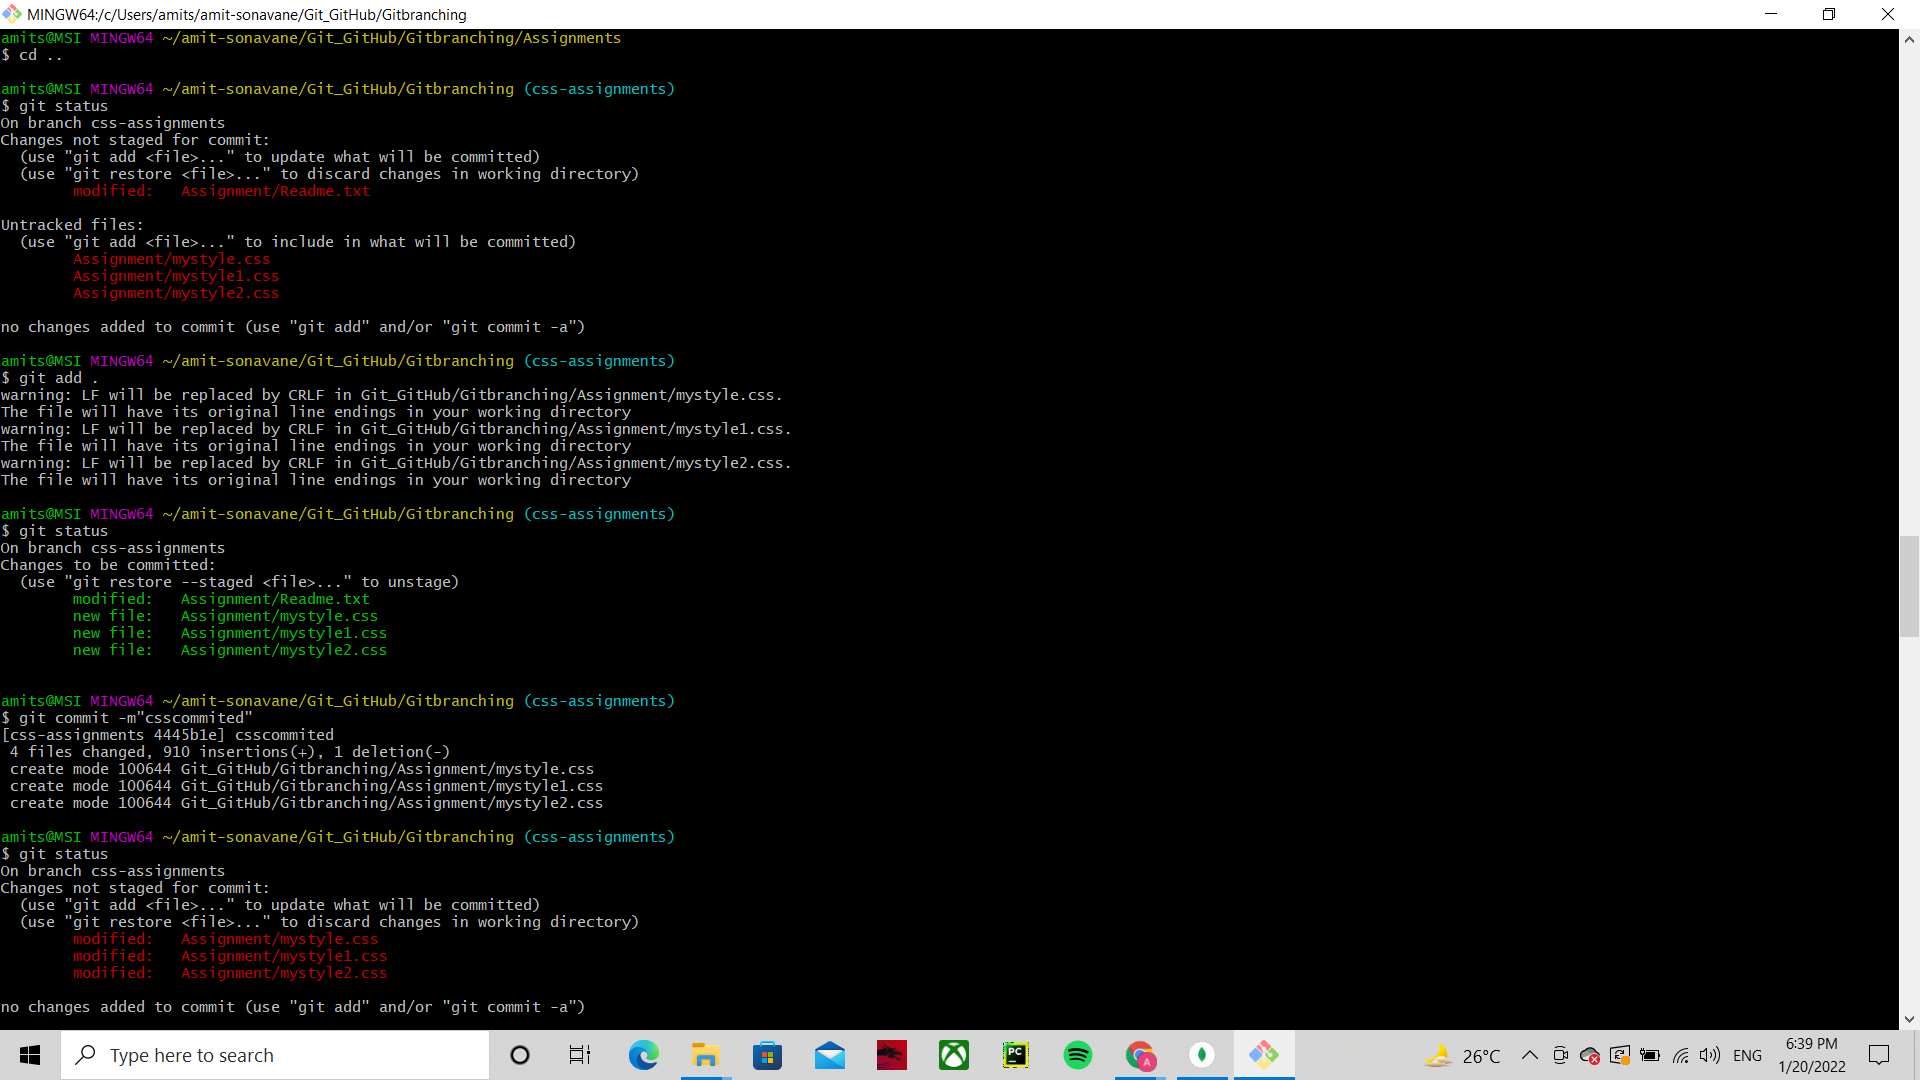 MINGW64:/c/Users/amits/amit-sonavane/Git_GitHub/Gitbranching
amits@MSI MINGW64 ~/amit-sonavane/Git_GitHub/Gitbranching/Assignments
$ cd ..
amits@MSI MINGW64 ~/amit-sonavane/Git_GitHub/Gitbranching (css-assignments)
$ git status
On branch css-assignments
Changes not staged for commit:
  (use "git add <file>..." to update what will be committed)
  (use "git restore <file>..." to discard changes in working directory)
        modified:   Assignment/Readme.txt
Untracked files:
  (use "git add <file>..." to include in what will be committed)
        Assignment/mystyle.css
        Assignment/mystyle1.css
        Assignment/mystyle2.css
no changes added to commit (use "git add" and/or "git commit -a")
amits@MSI MINGW64 ~/amit-sonavane/Git_GitHub/Gitbranching (css-assignments)
$ git add .
warning: LF will be replaced by CRLF in Git_GitHub/Gitbranching/Assignment/mystyle.css.
The file will have its original line endings in your working directory
warning: LF will be replaced by CRLF in Git_GitHub/Gitbranching/Assignment/mystyle1.css.
The file will have its original line endings in your working directory
warning: LF will be replaced by CRLF in Git_GitHub/Gitbranching/Assignment/mystyle2.css.
The file will have its original line endings in your working directory
amits@MSI MINGW64 ~/amit-sonavane/Git_GitHub/Gitbranching (css-assignments)
$ git status
On branch css-assignments
Changes to be committed:
  (use "git restore --staged <file>..." to unstage)
        modified:   Assignment/Readme.txt
        new file:   Assignment/mystyle.css
        new file:   Assignment/mystyle1.css
        new file:   Assignment/mystyle2.css
amits@MSI MINGW64 ~/amit-sonavane/Git_GitHub/Gitbranching (css-assignments)
$ git commit -m"csscommited"
[css-assignments 4445b1e] csscommited
 4 files changed, 910 insertions(+), 1 deletion(-)
 create mode 100644 Git_GitHub/Gitbranching/Assignment/mystyle.css
 create mode 100644 Git_GitHub/Gitbranching/Assignment/mystyle1.css
 create mode 100644 Git_GitHub/Gitbranching/Assignment/mystyle2.css
amits@MSI MINGW64 ~/amit-sonavane/Git_GitHub/Gitbranching (css-assignments)
$ git status
On branch css-assignments
Changes not staged for commit:
  (use "git add <file>..." to update what will be committed)
  (use "git restore <file>..." to discard changes in working directory)
        modified:   Assignment/mystyle.css
        modified:   Assignment/mystyle1.css
        modified:   Assignment/mystyle2.css
no changes added to commit (use "git add" and/or "git commit -a")
Type here to search
PC
A
26°C
ENG
6:39 PM
1/20/2022